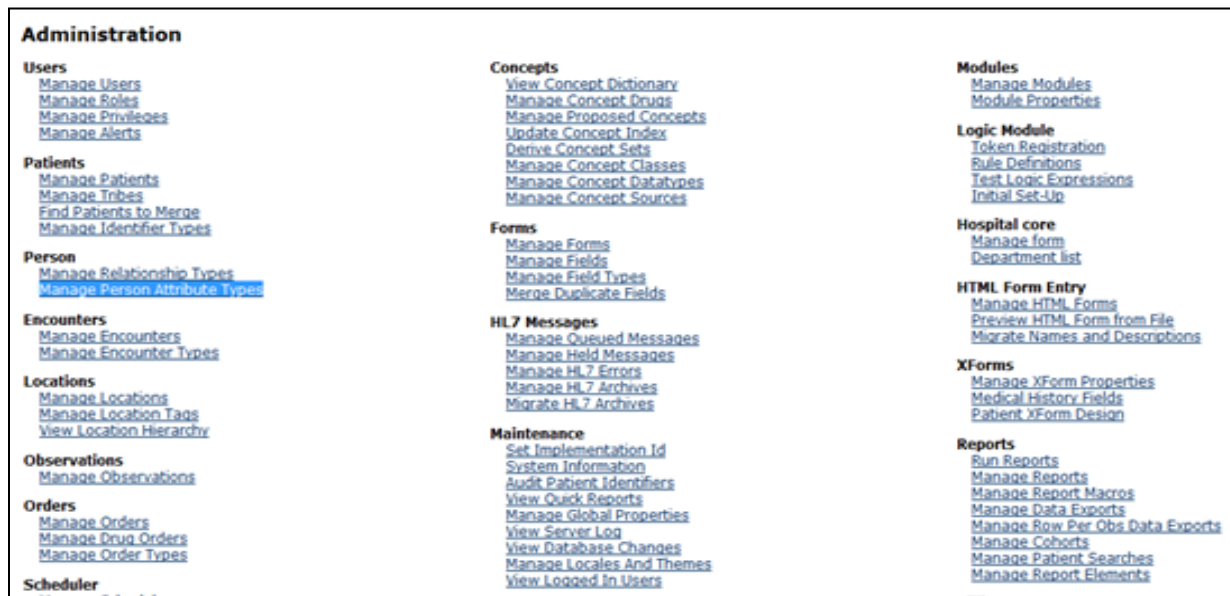 Administration
Users
Manage Users
Manage Roles
Manage Privileges
Manage Alerts
Patients
Manage Patients
Manage Tribes
Find Patients to Merge
Manage Identifier Types
Person
Manage Relationship Types
Manage Person Attribute Types
Encounters
Manage Encounters
Manage Encounter Types
Locations
Manage Locations
Manage Location Tags
View Location Hierarchy
Observations
Manage Observations
Orders
Manage Orders
Manage Drug Orders
Manage Order Types
Scheduler
Concepts
View Concept Dictionary
Manage Concept Drugs
Manage Proposed Concepts
Update Concept Index
Derive Concept Sets
Manage Concept Classes
Manage Concept Datatypes
Manage Concept Sources
Forms
Manage Forms
Manage Fields
Manage Field Types
Merge Duplicate Fields
HL7 Messages
Manage Queued Messages
Manage Held Messages
Manage HL7 Errors
Manage HL7 Archives
Migrate HL7 Archives
Maintenance
Set Implementation Id
System Information
Audit Patient Identifiers
View Quick Reports
Manage Global Properties
View Server Log
View Database Changes
Manage Locales And Themes
View Logged In Users
Modules
Manage Modules
Module Properties
Logic Module
Token Registration
Rule Definitions
Test Logic Expressions
Initial Set-Up
Hospital core
Manage form
Department list
HTML Form Entry
Manage HTML Forms
Preview HTML Form from File
Migrate Names and Descriptions
XForms
Manage XForm Properties
Medical History Fields
Patient XForm Design
Reports
Run Reports
Manage Reports
Manage Report Macros
Manage Data Exports
Manage Row Per Obs Data Exports
Manage Cohorts
Manage Patient Searches
Manage Report Elements